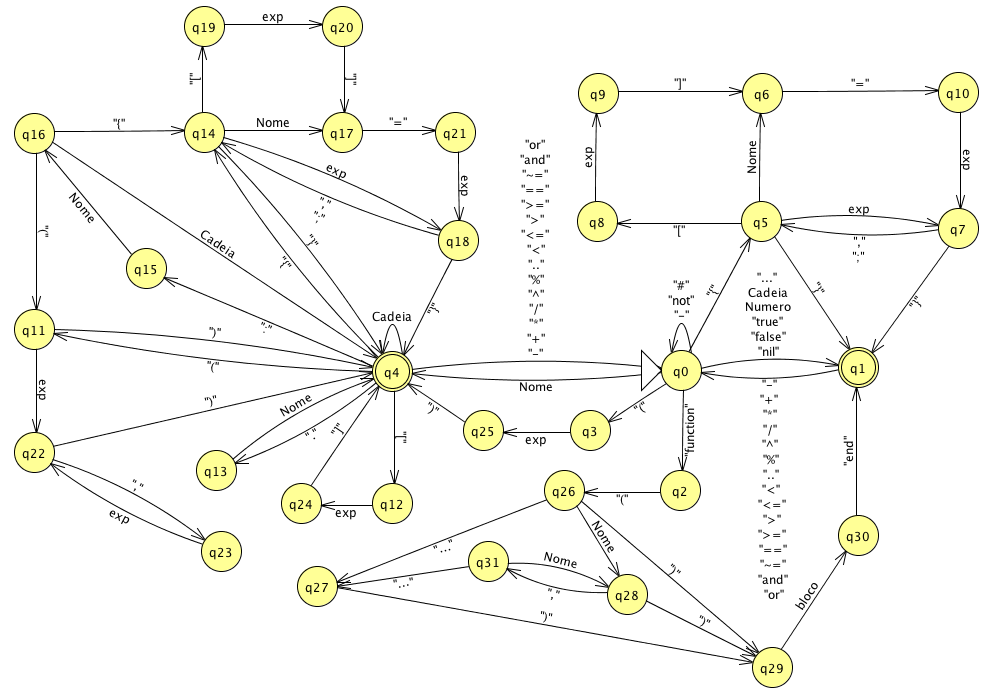 q19
exp
q20
"["
"]"
q9
"]"
q6
"="
q10
q16
"{"
q14
Nome
q17
"="
q21
"or"
"and"
"~="
"=="
">="
">"
"<="
"<"
".."
"%"
"^"
"/"
"*"
"+"
"-"
exp
Nome
exp
exp
","
";"
exp
Nome
"("
Cadeia
"}"
"{"
q18
q8
"["
q5
exp
","
";"
q7
q15
":"
"}"
"{"
"}"
"}"
"#"
"not"
"-"
"..."
Cadeia
Numero
"true"
"false"
"nil"
q11
")"
"("
Cadeia
q4
Nome
q0
q1
exp
")"
Nome
"."
"]"
"["
")"
q25
exp
q3
"("
"function"
"-"
"+"
"*"
"/"
"^"
"%"
".."
"<"
"<="
">"
">="
"=="
"~="
"and"
"or"
"end"
q22
q13
q24
exp
q12
q26
"("
q2
","
exp
q23
"..."
Nome
")"
q30
q27
"..."
q31
Nome
","
q28
")"
")"
bloco
q29